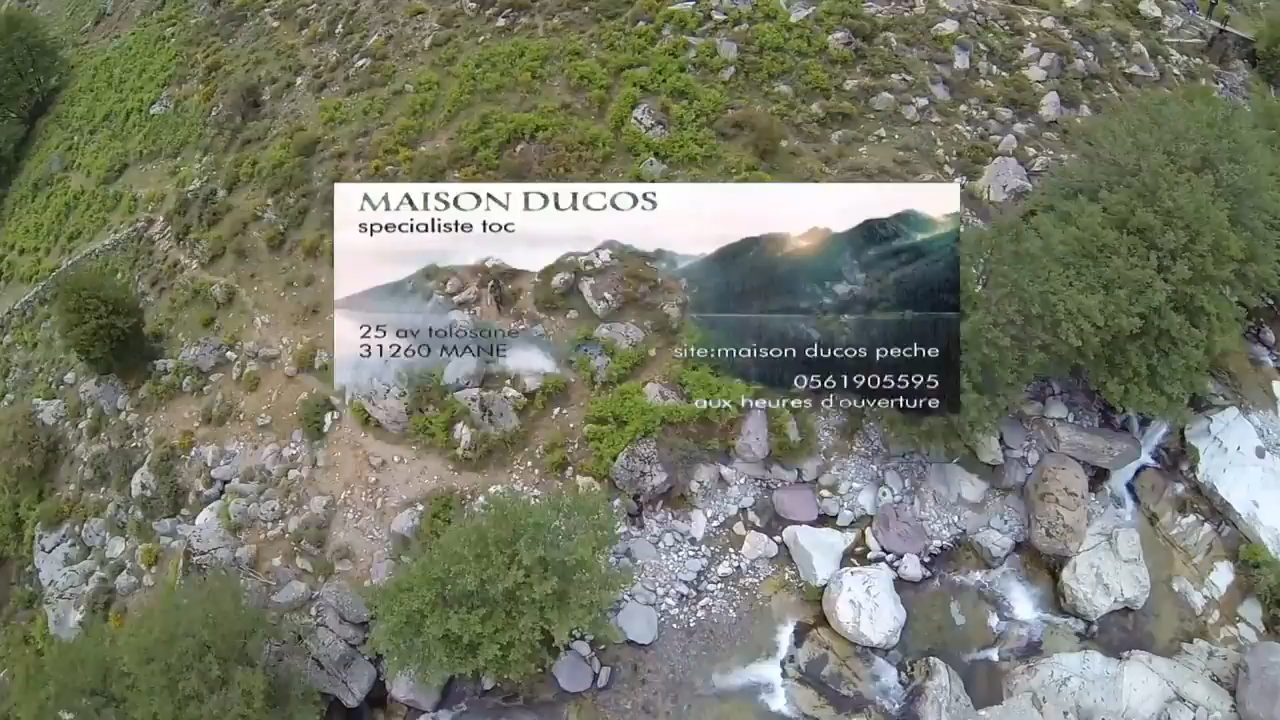 MAISON DUCOS
specialiste toc
25 av tolosane
31260 MANE
site:maison ducos peche
0561905595
aux heures d'ouverture